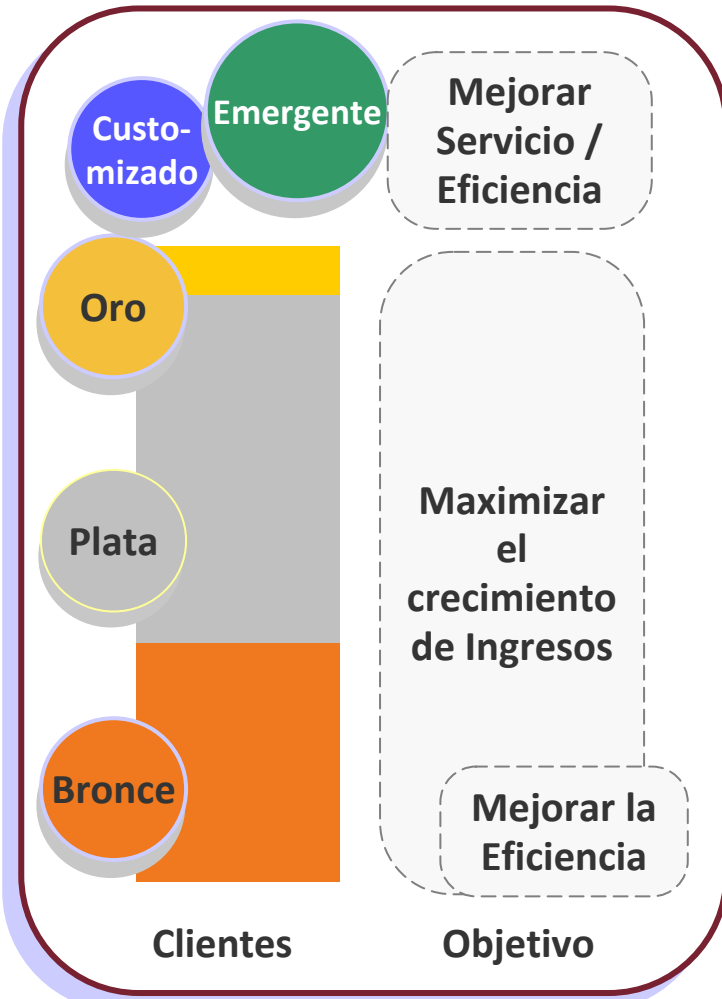 Custo-
mizado
Emergente
Mejorar
Servicio /
Eficiencia
Oro
Plata
Maximizar
el
crecimiento
de Ingresos
Bronce
Mejorar la
Eficiencia
Clientes
Objetivo